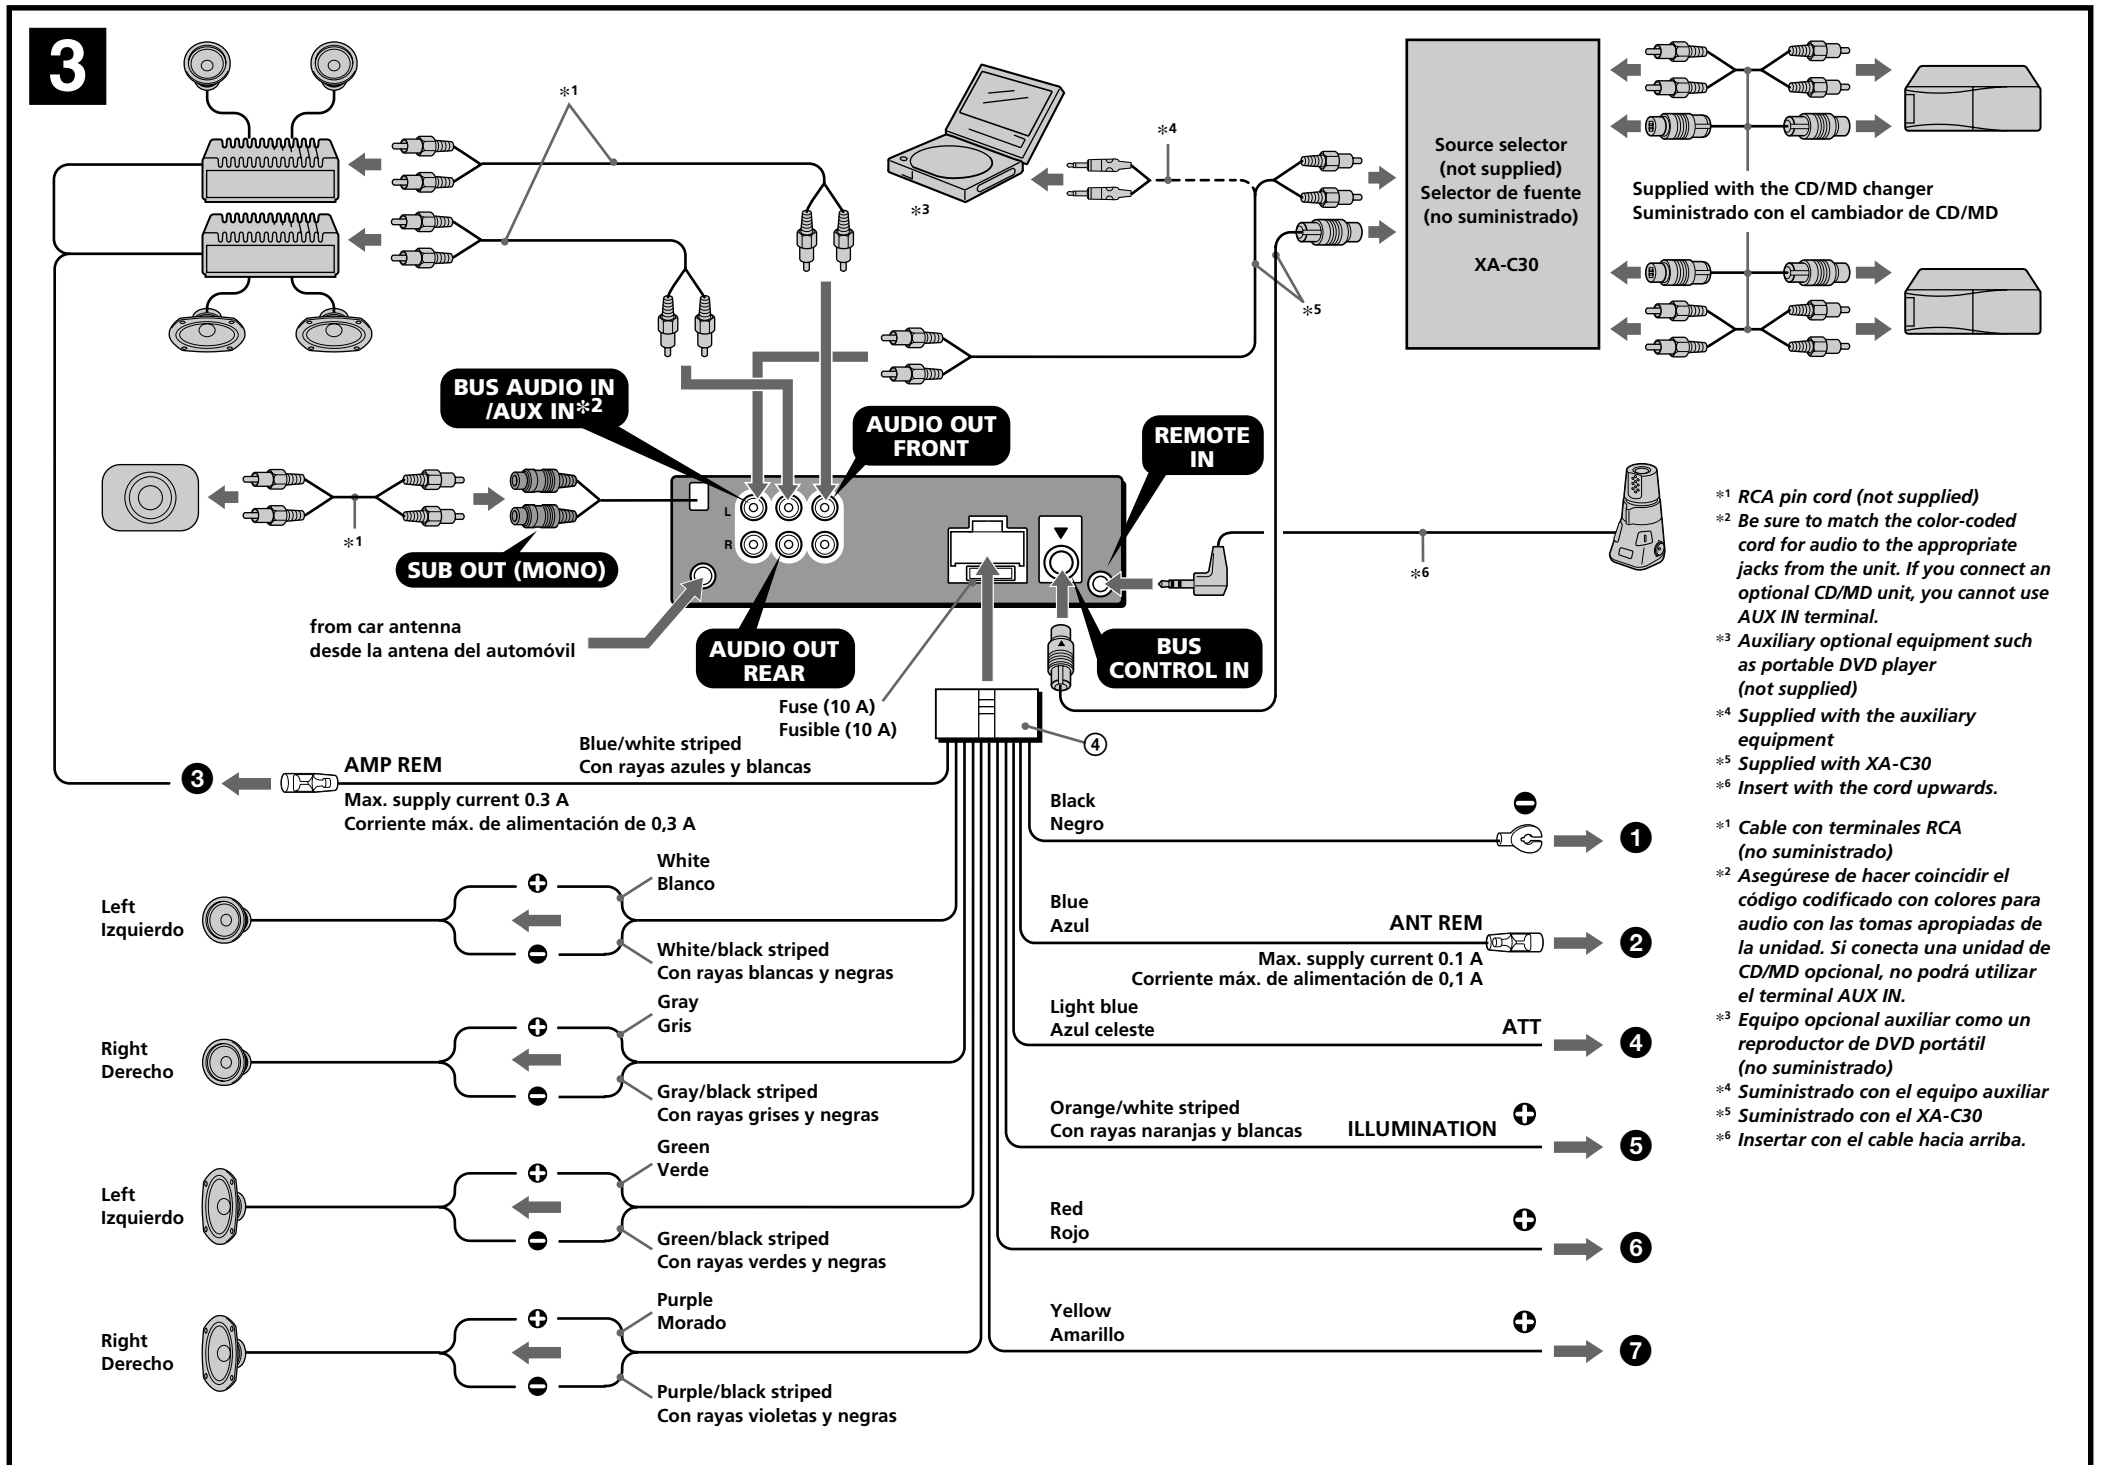 3
*1
*4
*3
*5
Source selector
(not supplied)
Selector de fuente
(no suministrado)
XA-C30
Supplied with the CD/MD changer
Suministrado con el cambiador de CD/MD
BUS AUDIO IN
/AUX IN*2
AUDIO OUT
FRONT
REMOTE
IN
*1
SUB OUT (MONO)
L
R
*6
from car antenna
desde la antena del automóvil
AUDIO OUT
REAR
BUS
CONTROL IN
Fuse (10 A)
Fusible (10 A)
4
3
AMP REM
Blue/white striped
Con rayas azules y blancas
Max. supply current 0.3 A
Corriente máx. de alimentación de 0,3 A
Left
Izquierdo
+
-
White
Blanco
White/black striped
Con rayas blancas y negras
Right
Derecho
+
-
Gray
Gris
Gray/black striped
Con rayas grises y negras
Left
Izquierdo
+
-
Green
Verde
Green/black striped
Con rayas verdes y negras
Right
Derecho
+
-
Purple
Morado
Purple/black striped
Con rayas violetas y negras
Black
Negro
-
1
Blue
Azul
ANT REM
2
Max. supply current 0.1 A
Corriente máx. de alimentación de 0,1 A
Light blue
Azul celeste
ATT
4
Orange/white striped
Con rayas naranjas y blancas
ILLUMINATION
+
5
Red
Rojo
+
6
Yellow
Amarillo
+
7
*1 RCA pin cord (not supplied)
*2 Be sure to match the color-coded
cord for audio to the appropriate
jacks from the unit. If you connect an
optional CD/MD unit, you cannot use
AUX IN terminal.
*3 Auxiliary optional equipment such
as portable DVD player
(not supplied)
*4 Supplied with the auxiliary
equipment
*5 Supplied with XA-C30
*6 Insert with the cord upwards.
*1 Cable con terminales RCA
(no suministrado)
*2 Asegúrese de hacer coincidir el
código codificado con colores para
audio con las tomas apropiadas de
la unidad. Si conecta una unidad de
CD/MD opcional, no podrá utilizar
el terminal AUX IN.
*3 Equipo opcional auxiliar como un
reproductor de DVD portátil
(no suministrado)
*4 Suministrado con el equipo auxiliar
*5 Suministrado con el XA-C30
*6 Insertar con el cable hacia arriba.